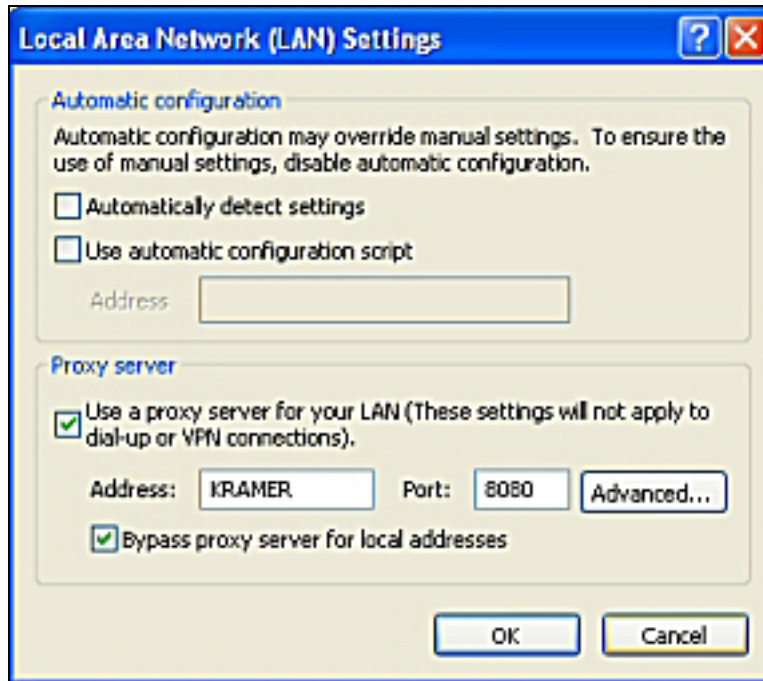 Local Area Network (LAN) Settings
Automatic configuration
Automatic configuration may override manual settings. To ensure the
use of manual settings, disable automatic configuration.
Automatically detect settings
Use automatic configuration script
Address
Proxy server
Use a proxy server for your LAN (These settings will not apply to
dial-up or VPN connections).
Address: KRAMER Port: 8080 Advanced...
Bypass proxy server for local addresses
OK Cancel